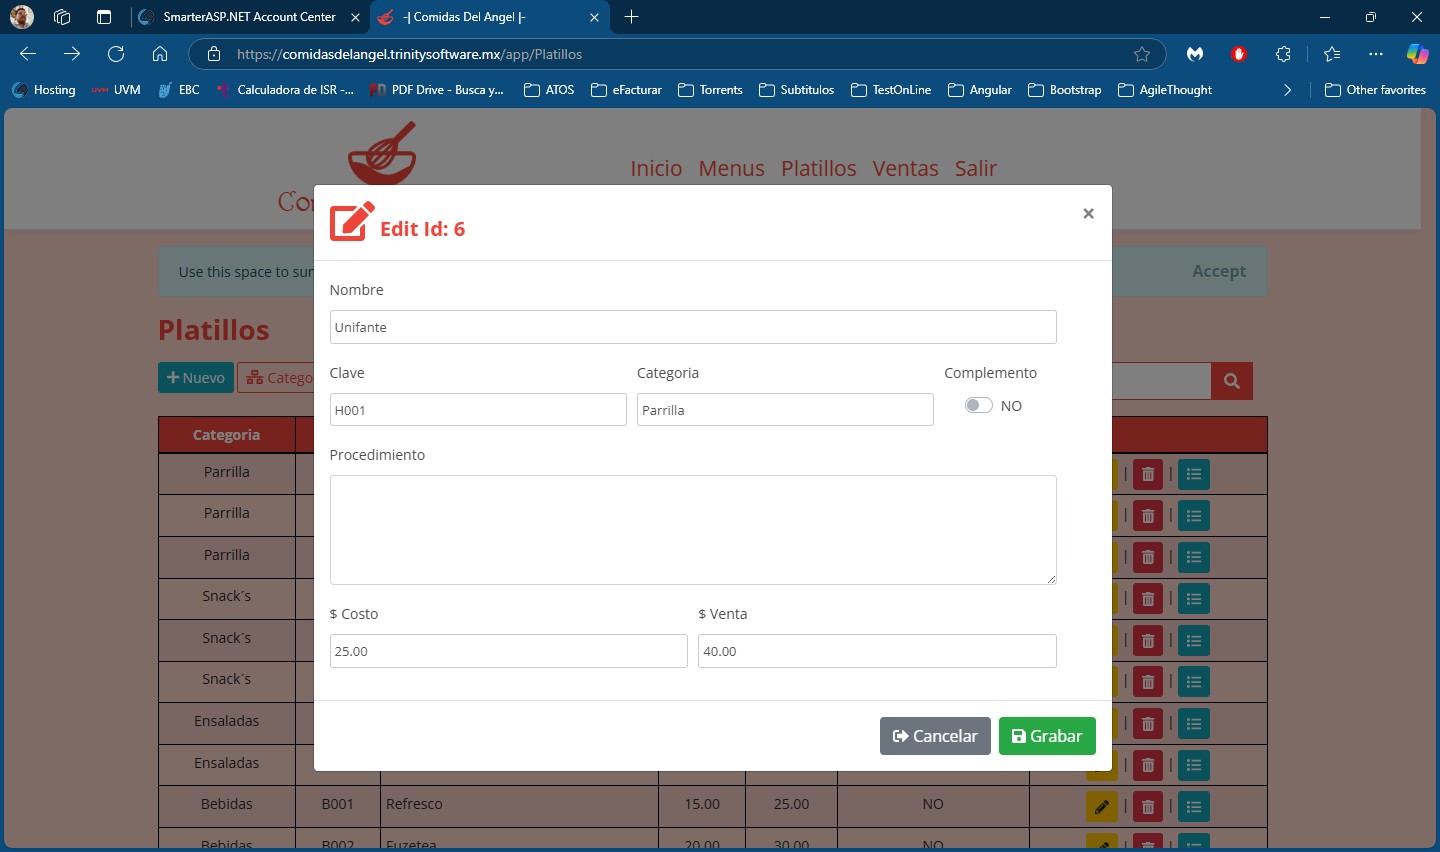 SmarterASP.NET Account Center
-| Comidas Del Angel |-
https://comidasdelangel.trinitysoftware.mx/app/Platillos
Hosting UVM EBC Calculadora de ISR -... PDF Drive - Busca y... ATOS eFacturar Torrents Subtitulos TestOnLine Angular Bootstrap AgileThought Other favorites
Inicio Menus Platillos Ventas Salir
Edit Id: 6 ×
Use this space to Accept
Nombre
Unifante
Platillos
Nuevo
Clave Categoria Complemento
H001 Parrilla NO
Categoria
Procedimiento
Parrilla
Parrilla
Parrilla
Snack´s
$ Costo $ Venta
Snack´s
25.00 40.00
Snack´s
Ensaladas
Cancelar Grabar
Ensaladas
Bebidas B001 Refresco 15.00 25.00 NO
Bebidas B002 Fuzetea 20.00 30.00 NO